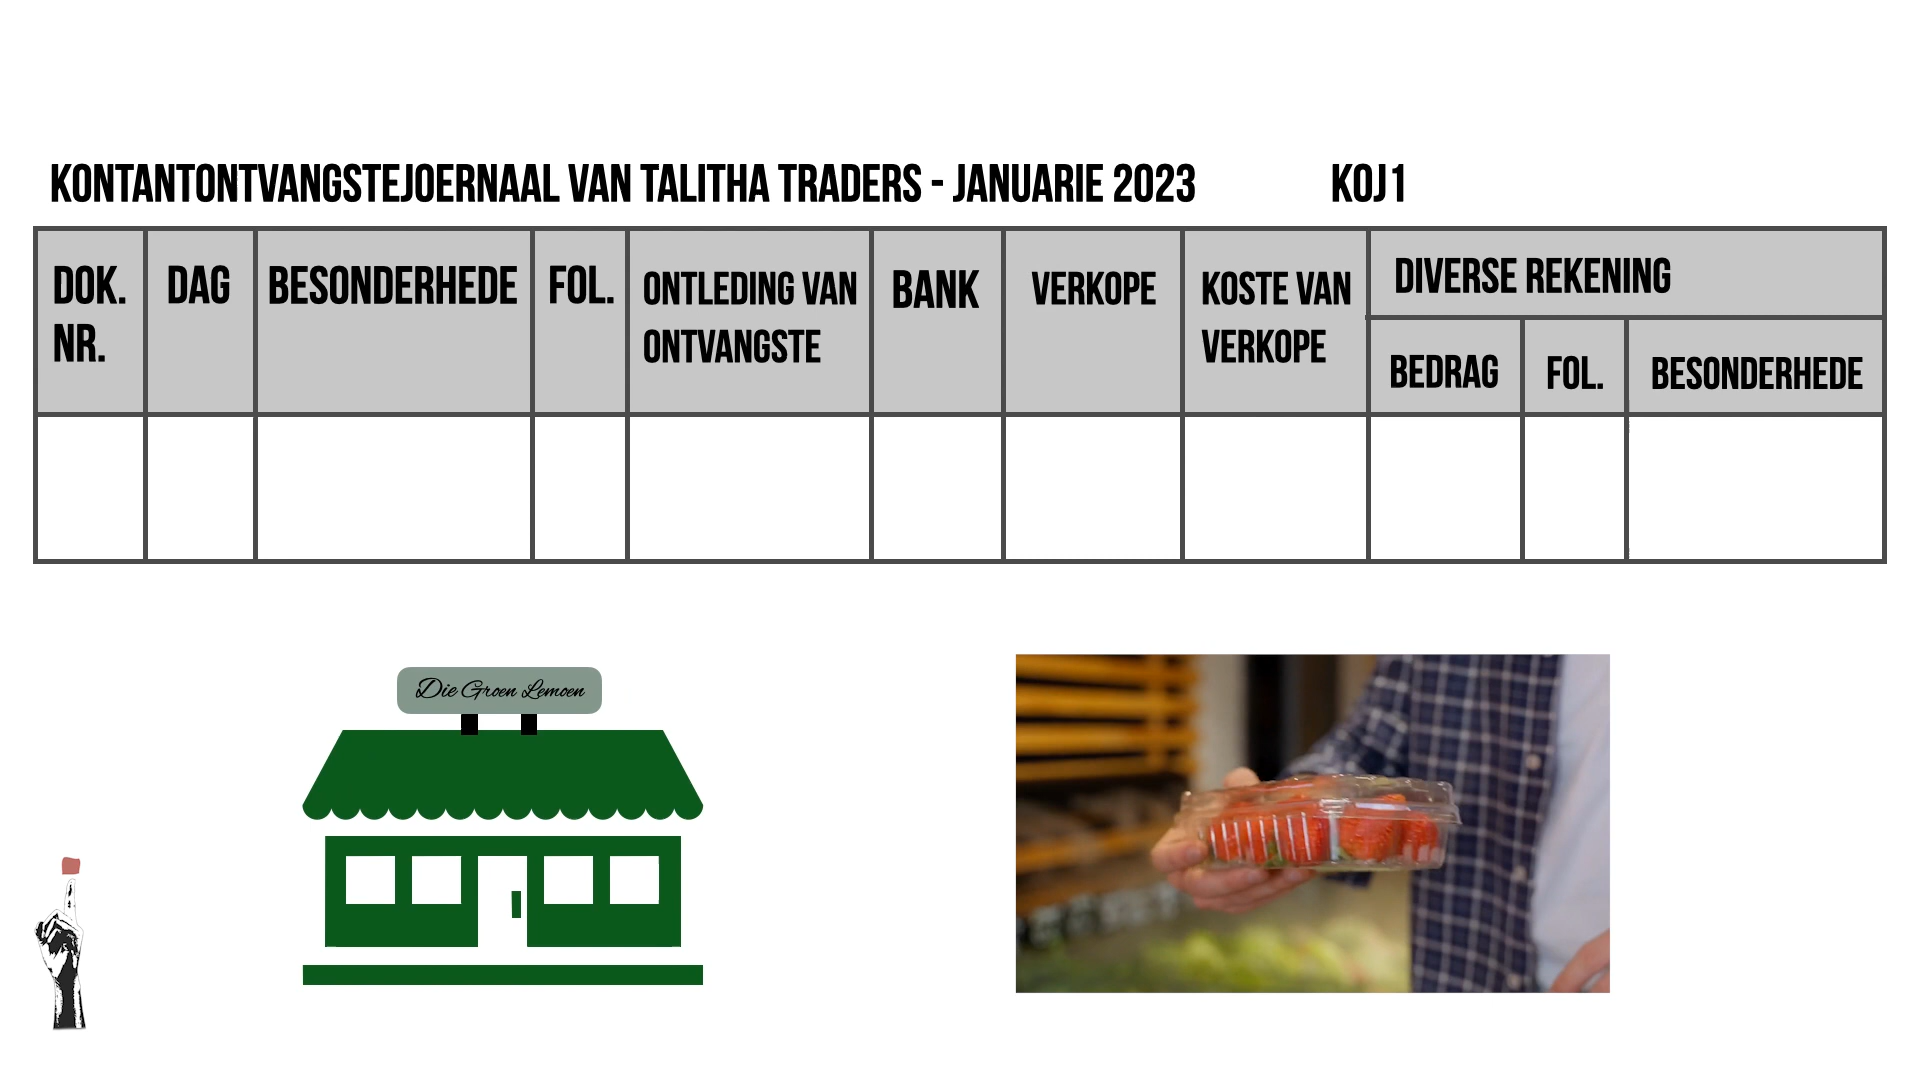 KONTANTONTVANGSTEJOERNAAL VAN TALITHA TRADERS - JANUARIE 2023 KOJ1
DOK.
NR.
DAG
BESONDERHEDE
FOL.
ONTLEDING VAN
ONTVANGSTE
BANK
VERKOPE
KOSTE VAN
VERKOPE
DIVERSE REKENING
BEDRAG
FOL.
BESONDERHEDE
Die Groen Lemoen